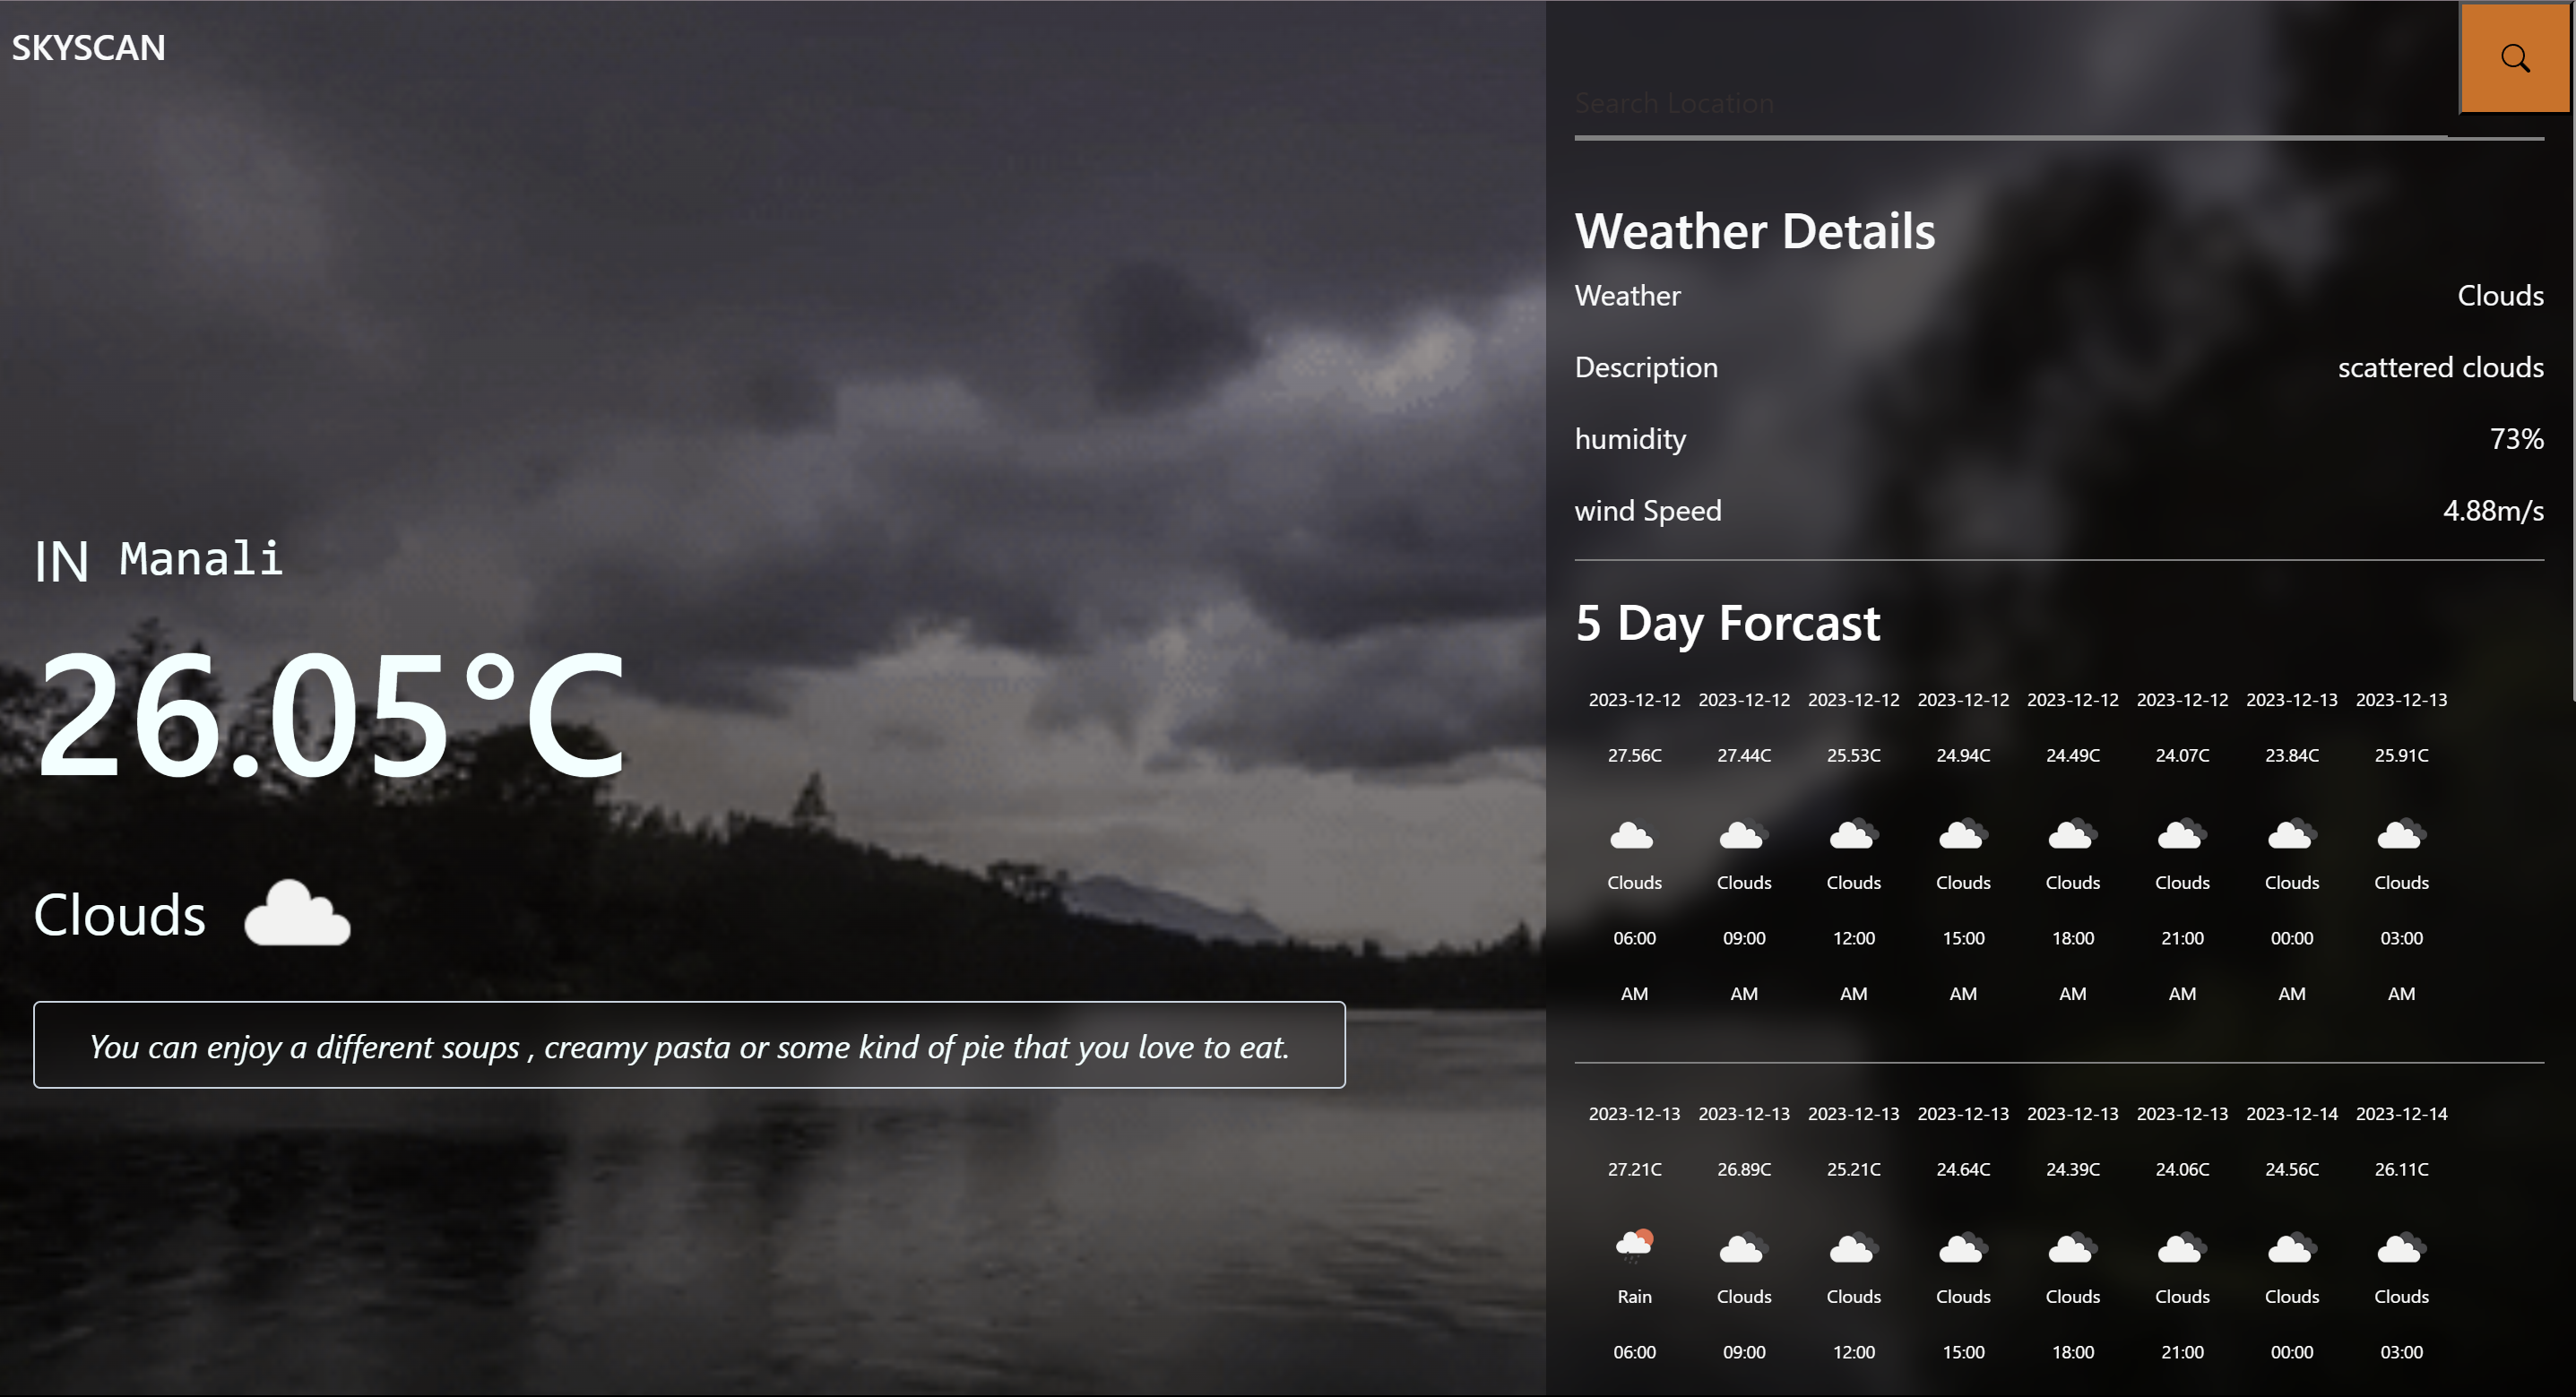 SKYSCAN
IN Manali
26.05°C
Clouds
You can enjoy a different soups , creamy pasta or some kind of pie that you love to eat.
Search Location
Weather Details
Weather Clouds
Description scattered clouds
humidity 73%
wind Speed 4.88m/s
5 Day Forcast
2023-12-12 2023-12-12 2023-12-12 2023-12-12 2023-12-12 2023-12-12 2023-12-13 2023-12-13
27.56C 27.44C 25.53C 24.94C 24.49C 24.07C 23.84C 25.91C
Clouds Clouds Clouds Clouds Clouds Clouds Clouds Clouds
06:00 09:00 12:00 15:00 18:00 21:00 00:00 03:00
AM AM AM AM AM AM AM AM
2023-12-13 2023-12-13 2023-12-13 2023-12-13 2023-12-13 2023-12-13 2023-12-14 2023-12-14
27.21C 26.89C 25.21C 24.64C 24.39C 24.06C 24.56C 26.11C
Rain Clouds Clouds Clouds Clouds Clouds Clouds Clouds
06:00 09:00 12:00 15:00 18:00 21:00 00:00 03:00